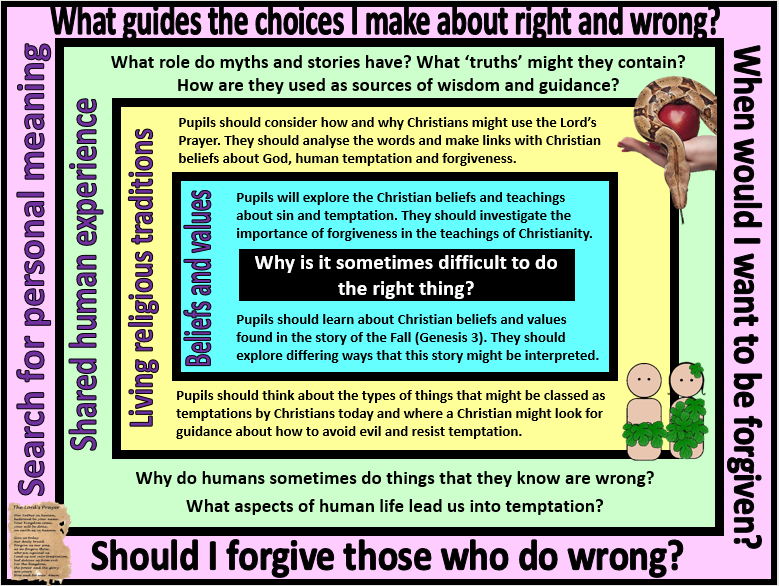 What guides the choices I make about right and wrong?
Search for personal meaning
When would I want to be forgiven?
Shared human experience
What role do myths and stories have? What ‘truths’ might they contain?
How are they used as sources of wisdom and guidance?
Living religious traditions
Pupils should consider how and why Christians might use the Lord’s
Prayer. They should analyse the words and make links with Christian
beliefs about God, human temptation and forgiveness.
Beliefs and values
Pupils will explore the Christian beliefs and teachings
about sin and temptation. They should investigate the
importance of forgiveness in the teachings of Christianity.
Why is it sometimes difficult to do
the right thing?
Pupils should learn about Christian beliefs and values
found in the story of the Fall (Genesis 3). They should
explore differing ways that this story might be interpreted.
Pupils should think about the types of things that might be classed as
temptations by Christians today and where a Christian might look for
guidance about how to avoid evil and resist temptation.
Why do humans sometimes do things that they know are wrong?
What aspects of human life lead us into temptation?
The Lord's Prayer
Should I forgive those who do wrong?